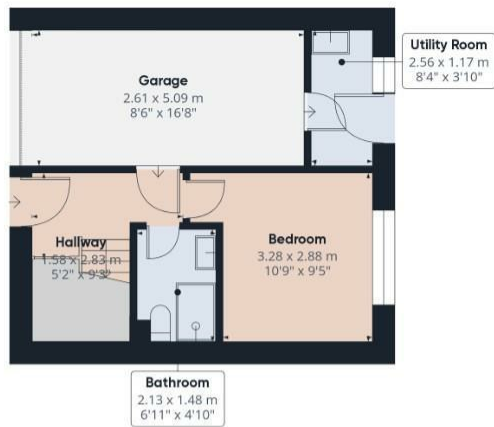 Utility Room
2.56 x 1.17 m
8'4" x 3'10"
Garage
2.61 x 5.09 m
8'6" x 16'8"
Hallway
1.58 x 2.83 m
5'2" x 9'3"
Bedroom
3.28 x 2.88 m
10'9" x 9'5"
Bathroom
2.13 x 1.48 m
6'11" x 4'10"